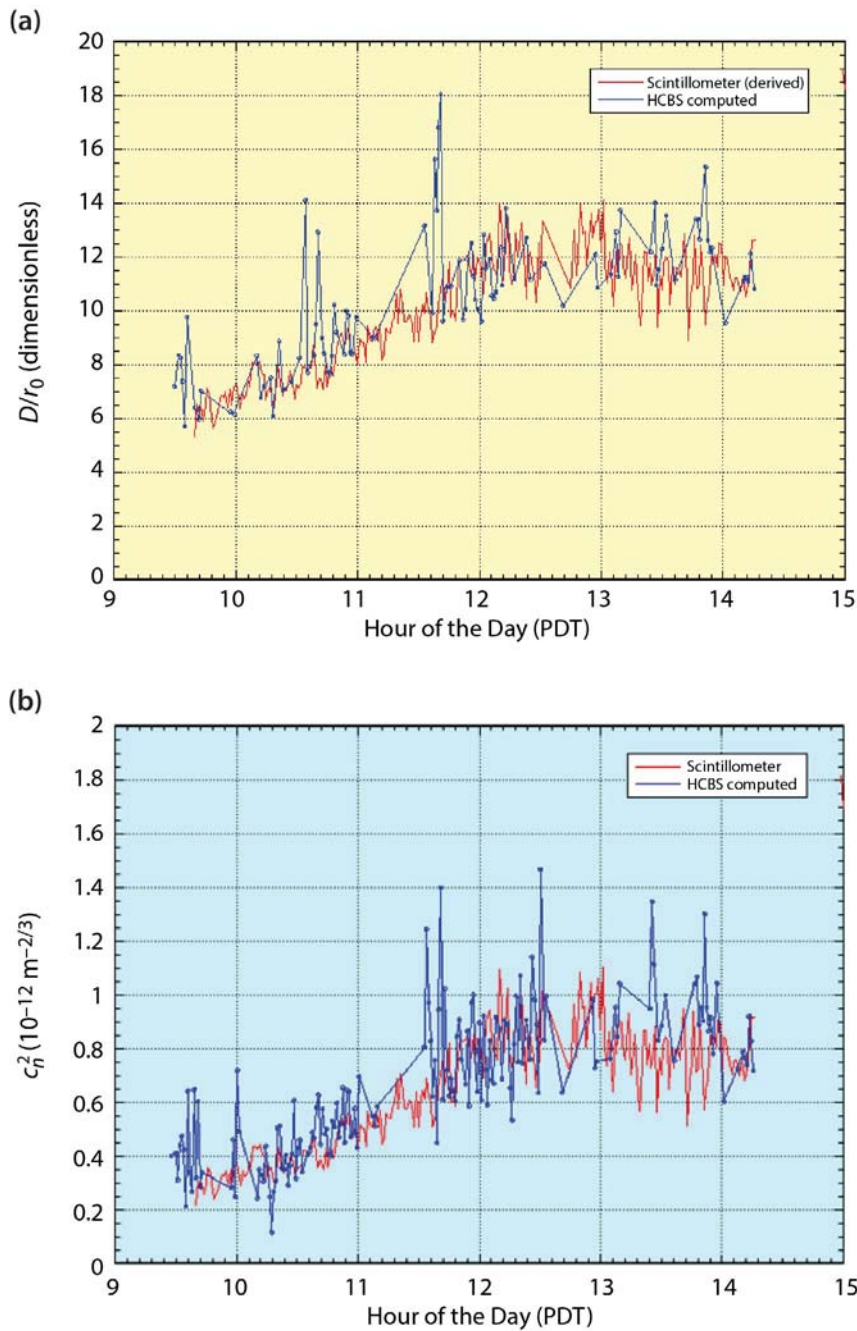 (a)
20
18
16
14
12
10
8
6
4
2
0
D/r₀ (dimensionless)
Scintillometer (derived)
HCBS computed
9 10 11 12 13 14 15
Hour of the Day (PDT)
(b)
2
1.8
1.6
1.4
1.2
1
0.8
0.6
0.4
0.2
0
cₙ² (10⁻¹² m⁻²/³)
Scintillometer
HCBS computed
9 10 11 12 13 14 15
Hour of the Day (PDT)